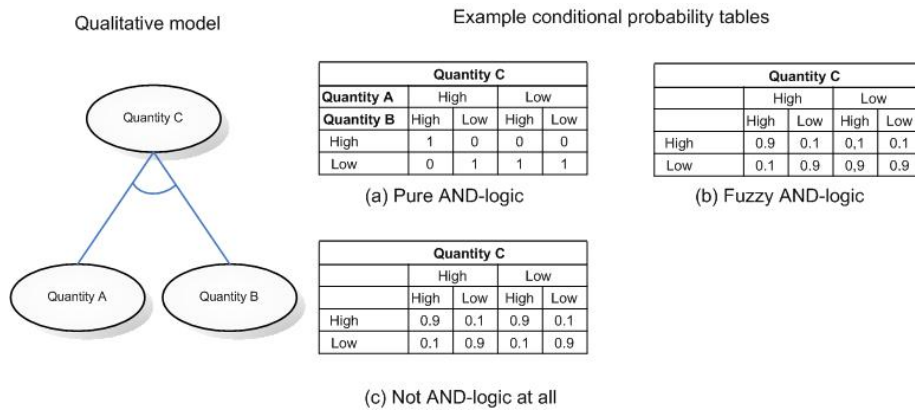 Qualitative model
Example conditional probability tables
Quantity C
Quantity A
Quantity B
Quantity C
Quantity A High Low
Quantity B High Low High Low
High 1 0 0 0
Low 0 1 1 1
(a) Pure AND-logic
Quantity C
High Low
High Low High Low
High 0.9 0.1 0,1 0.1
Low 0.1 0.9 0,9 0.9
(b) Fuzzy AND-logic
Quantity C
High Low
High Low High Low
High 0.9 0.1 0.9 0.1
Low 0.1 0.9 0.1 0.9
(c) Not AND-logic at all